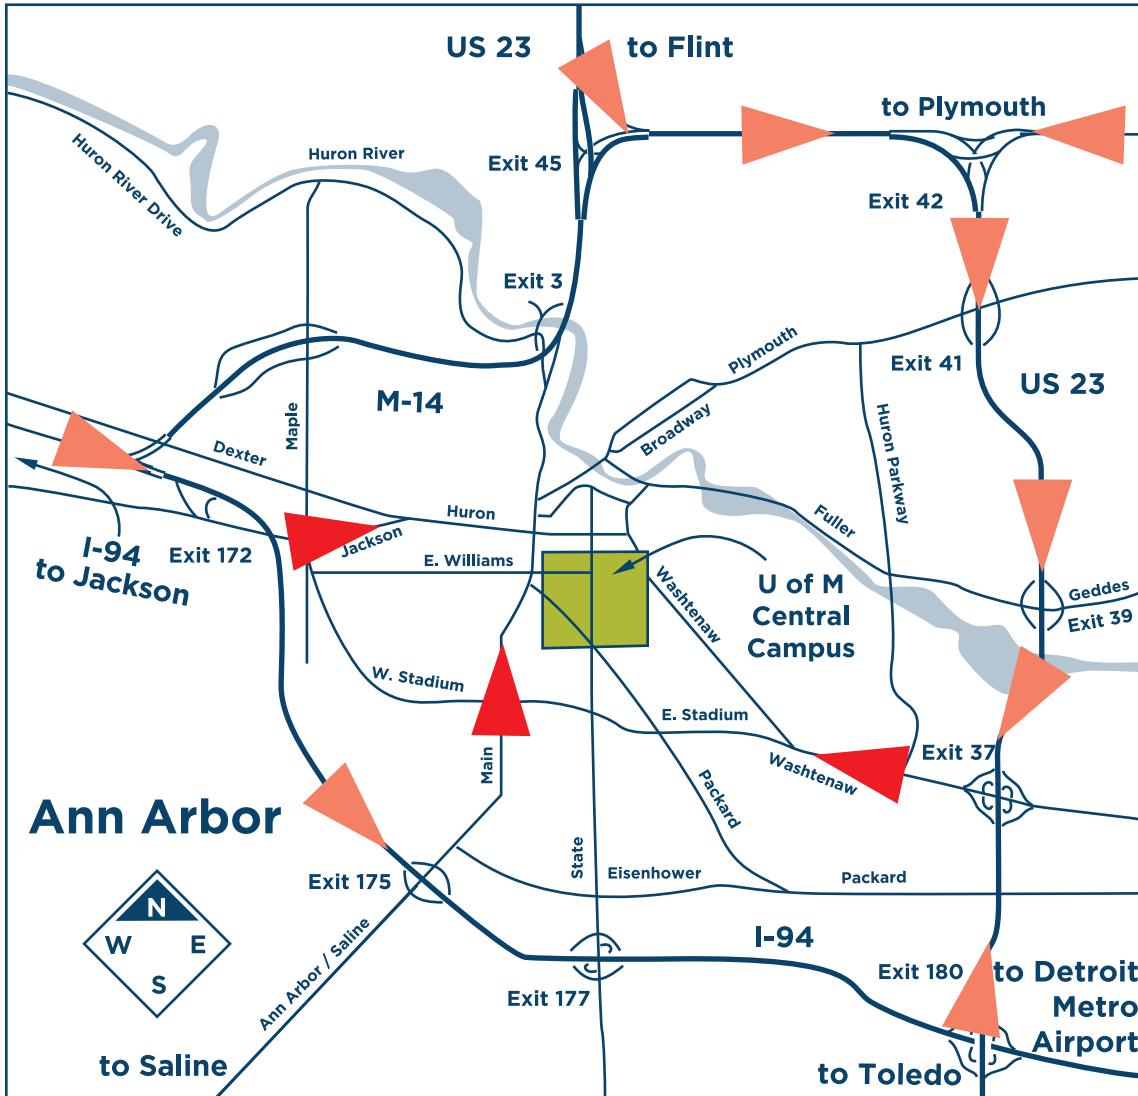 US 23
to Flint
to Plymouth
Huron River
Exit 45
Huron River Drive
Exit 42
Exit 3
Plymouth
Exit 41
US 23
M-14
Maple
Broadway
Huron Parkway
Dexter
Huron
Fuller
Jackson
I-94
to Jackson
Exit 172
E. Williams
Washtenaw
U of M
Central
Campus
Geddes
Exit 39
W. Stadium
E. Stadium
Exit 37
Main
Washtenaw
Packard
Ann Arbor
State
Exit 175
Eisenhower
Packard
N
W
E
S
Ann Arbor / Saline
I-94
Exit 177
Exit 180
to Detroit
Metro
Airport
to Saline
to Toledo